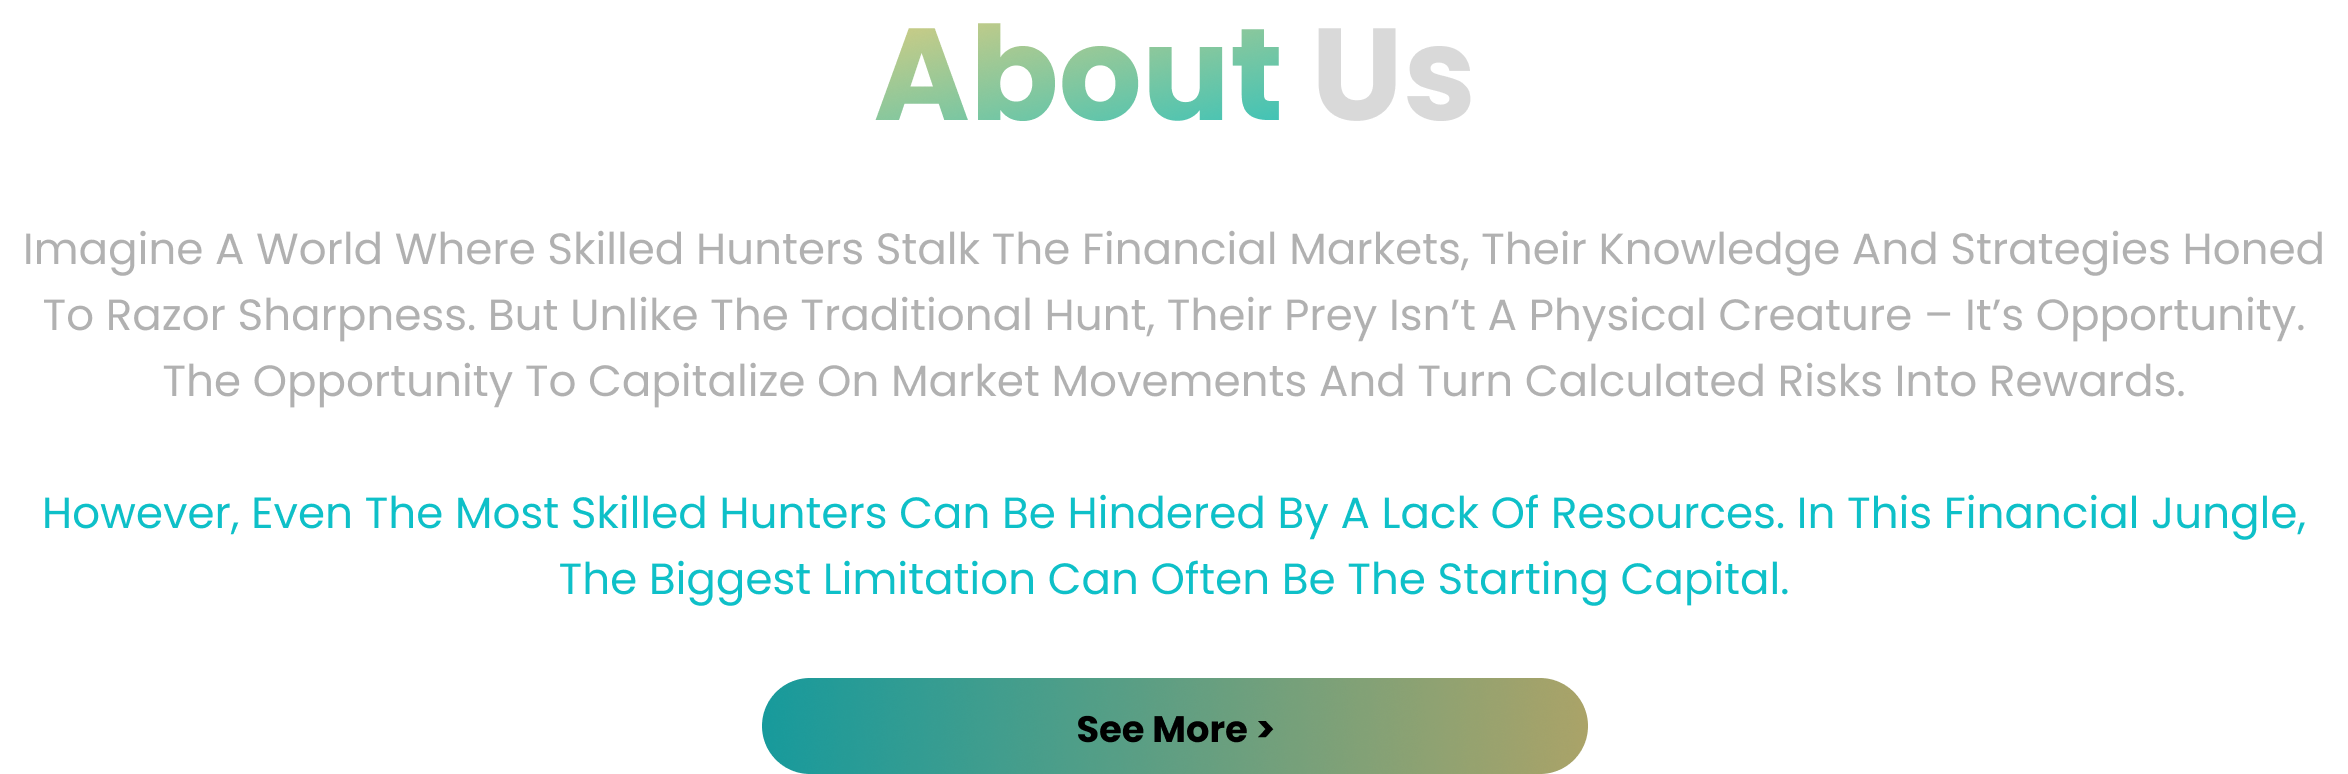 About Us
Imagine A World Where Skilled Hunters Stalk The Financial Markets, Their Knowledge And Strategies Honed
To Razor Sharpness. But Unlike The Traditional Hunt, Their Prey Isn’t A Physical Creature – It’s Opportunity.
The Opportunity To Capitalize On Market Movements And Turn Calculated Risks Into Rewards.
However, Even The Most Skilled Hunters Can Be Hindered By A Lack Of Resources. In This Financial Jungle,
The Biggest Limitation Can Often Be The Starting Capital.
See More >